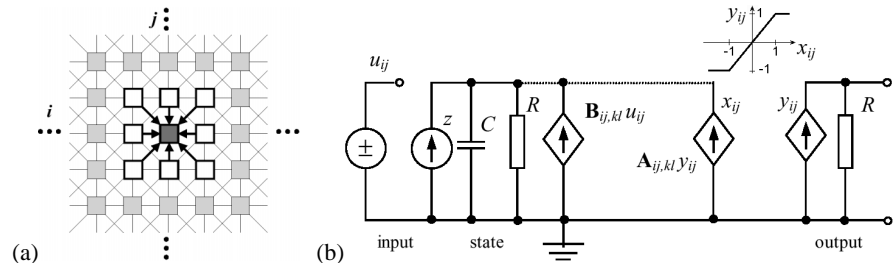 j
i
(a)
y_ij
1
-1
1
x_ij
-1
u_ij
±
z
C
R
B_ij,kl u_ij
x_ij
A_ij,kl y_ij
y_ij
R
(b)
input
state
output